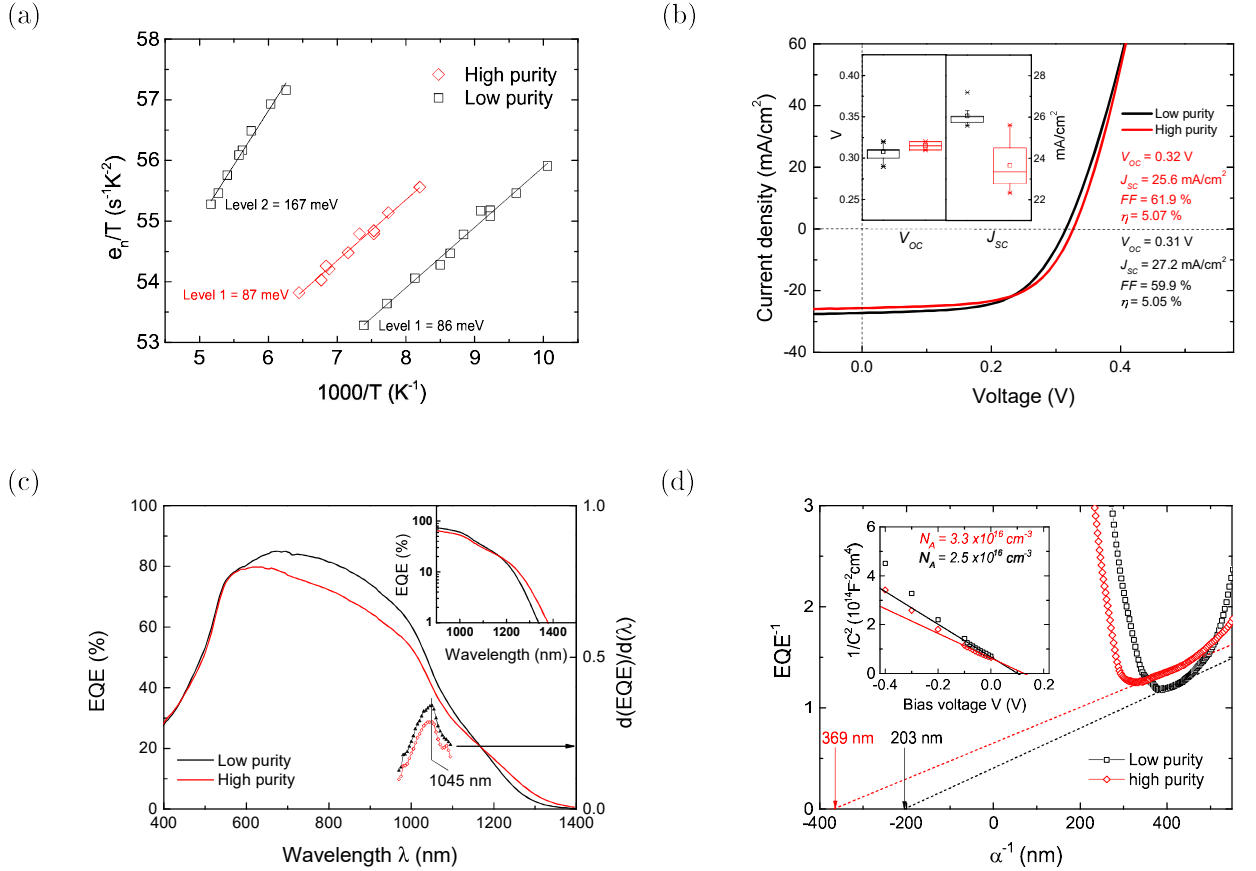 (a)
58
57
56
55
54
53
e_n/T (s^-1K^-2)
High purity
Low purity
Level 2 = 167 meV
Level 1 = 87 meV
Level 1 = 86 meV
5 6 7 8 9 10
1000/T (K^-1)
(b)
60
40
20
0
-20
-40
Current density (mA/cm^2)
0.40
0.35
0.30
0.25
V
28
26
24
22
mA/cm^2
V_OC J_SC
Low purity
High purity
V_OC = 0.32 V
J_SC = 25.6 mA/cm^2
FF = 61.9 %
η = 5.07 %
V_OC = 0.31 V
J_SC = 27.2 mA/cm^2
FF = 59.9 %
η = 5.05 %
0.0 0.2 0.4
Voltage (V)
(c)
100
80
60
40
20
0
EQE (%)
1.0
0.5
0.0
d(EQE)/d(λ)
100
10
1
EQE (%)
1000 1200 1400
Wavelength (nm)
Low purity
High purity
1045 nm
400 600 800 1000 1200 1400
Wavelength λ (nm)
(d)
3
2
1
0
EQE^-1
6
4
2
0
1/C^2 (10^14F^-2cm^4)
N_A = 3.3 x10^16 cm^-3
N_A = 2.5 x10^16 cm^-3
-0.4 -0.2 0.0 0.2
Bias voltage V (V)
369 nm
203 nm
Low purity
high purity
-400 -200 0 200 400
α^-1 (nm)